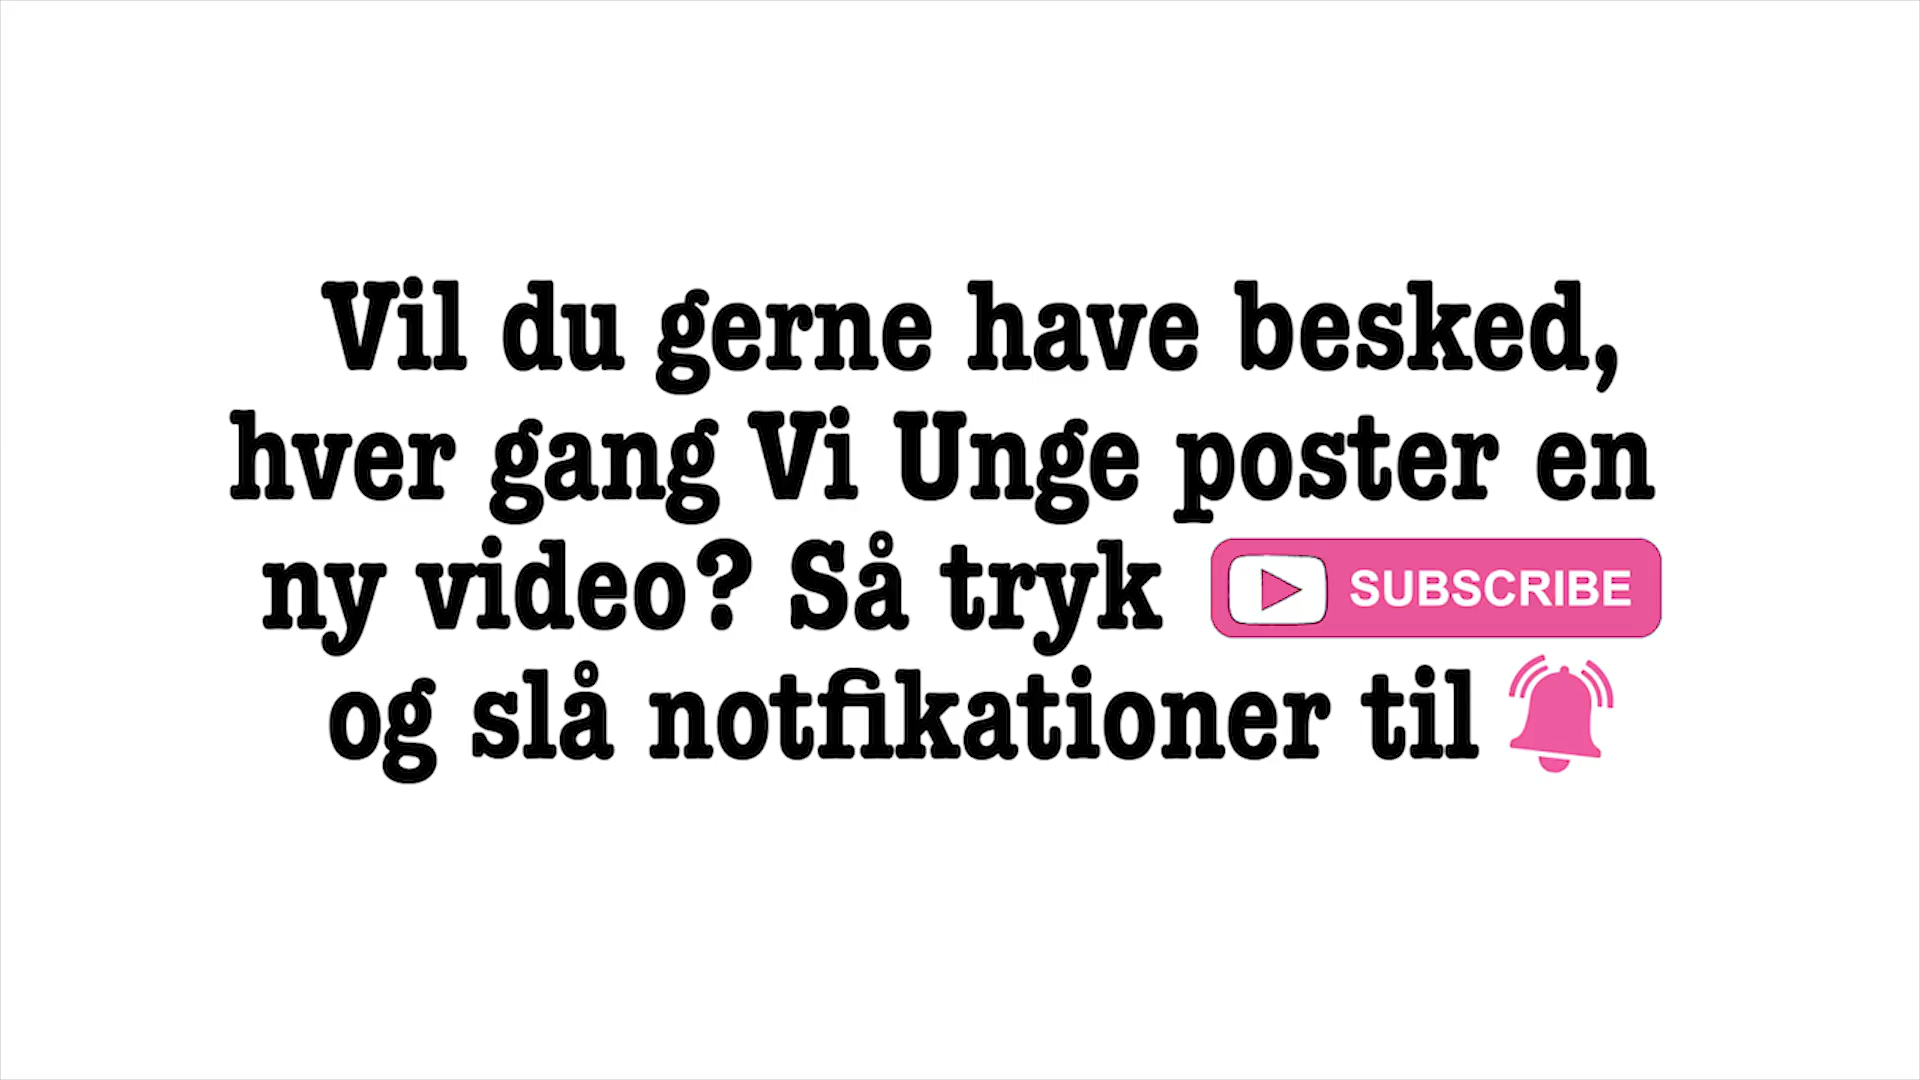 Vil du gerne have besked,
hver gang Vi Unge poster en
ny video? Så tryk SUBSCRIBE
og slå notfikationer til